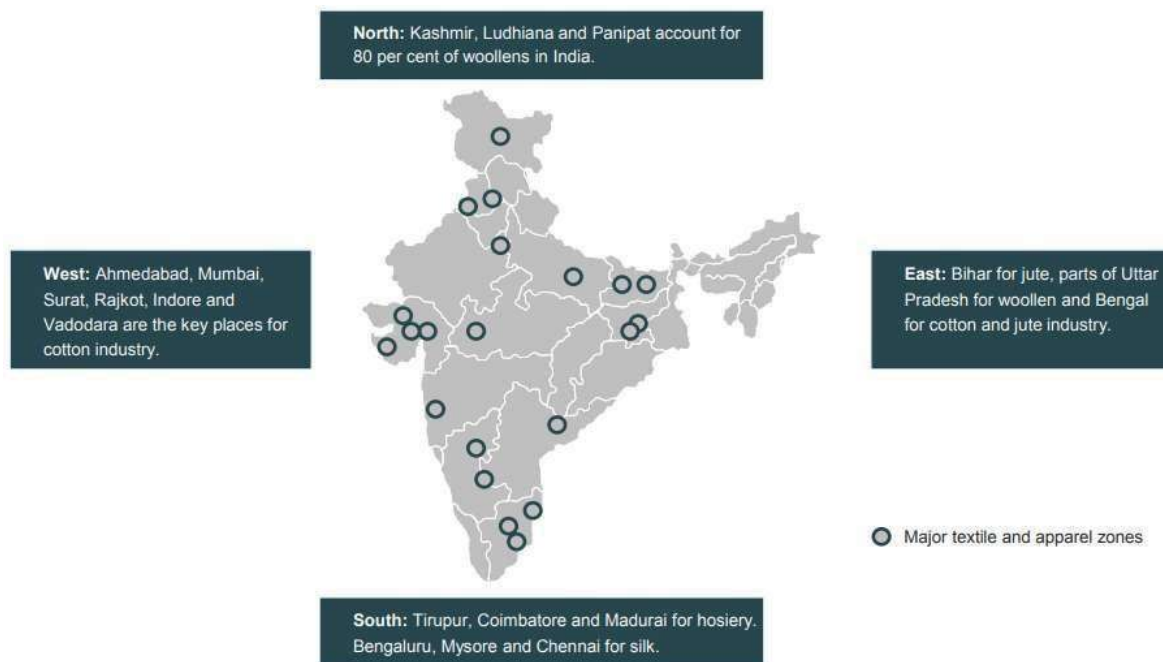 North: Kashmir, Ludhiana and Panipat account for
80 per cent of woollens in India.
West: Ahmedabad, Mumbai,
Surat, Rajkot, Indore and
Vadodara are the key places for
cotton industry.
East: Bihar for jute, parts of Uttar
Pradesh for woollen and Bengal
for cotton and jute industry.
Major textile and apparel zones
South: Tirupur, Coimbatore and Madurai for hosiery.
Bengaluru, Mysore and Chennai for silk.